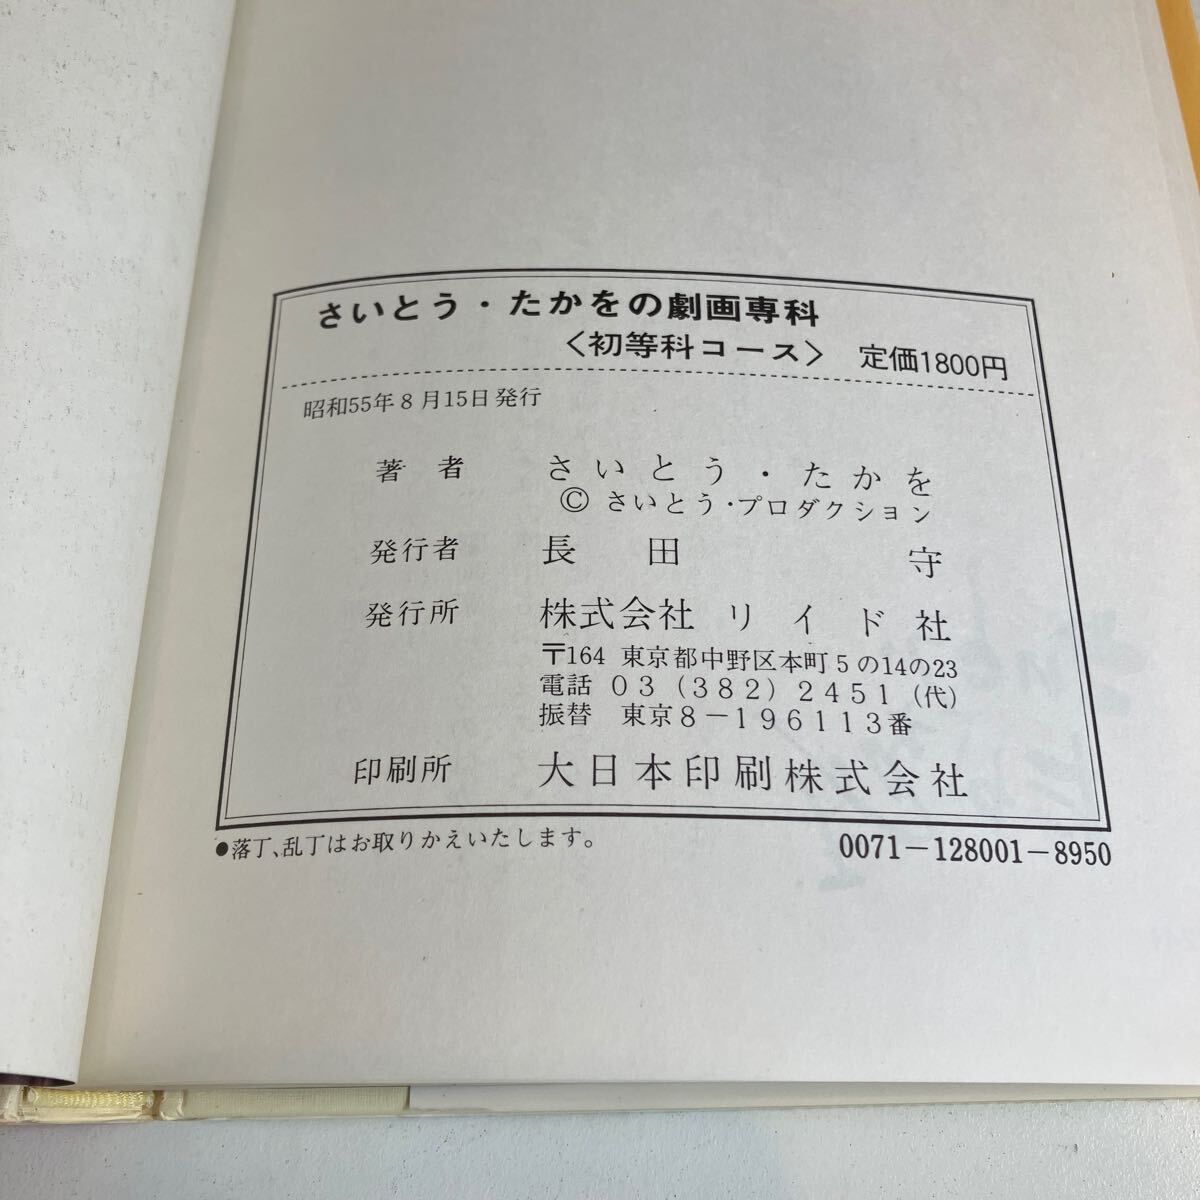 さいとう・たかをの劇画専科
〈初等科コース〉 定価1800円
昭和55年8月15日発行
著者 さいとう・たかを
© さいとう・プロダクション
発行者 長田 守
発行所 株式会社 リイド社
〒164 東京都中野区本町5の14の23
電話 03(382)2451(代)
振替 東京8-196113番
印刷所 大日本印刷株式会社
●落丁、乱丁はお取りかえいたします。 0071-128001-8950